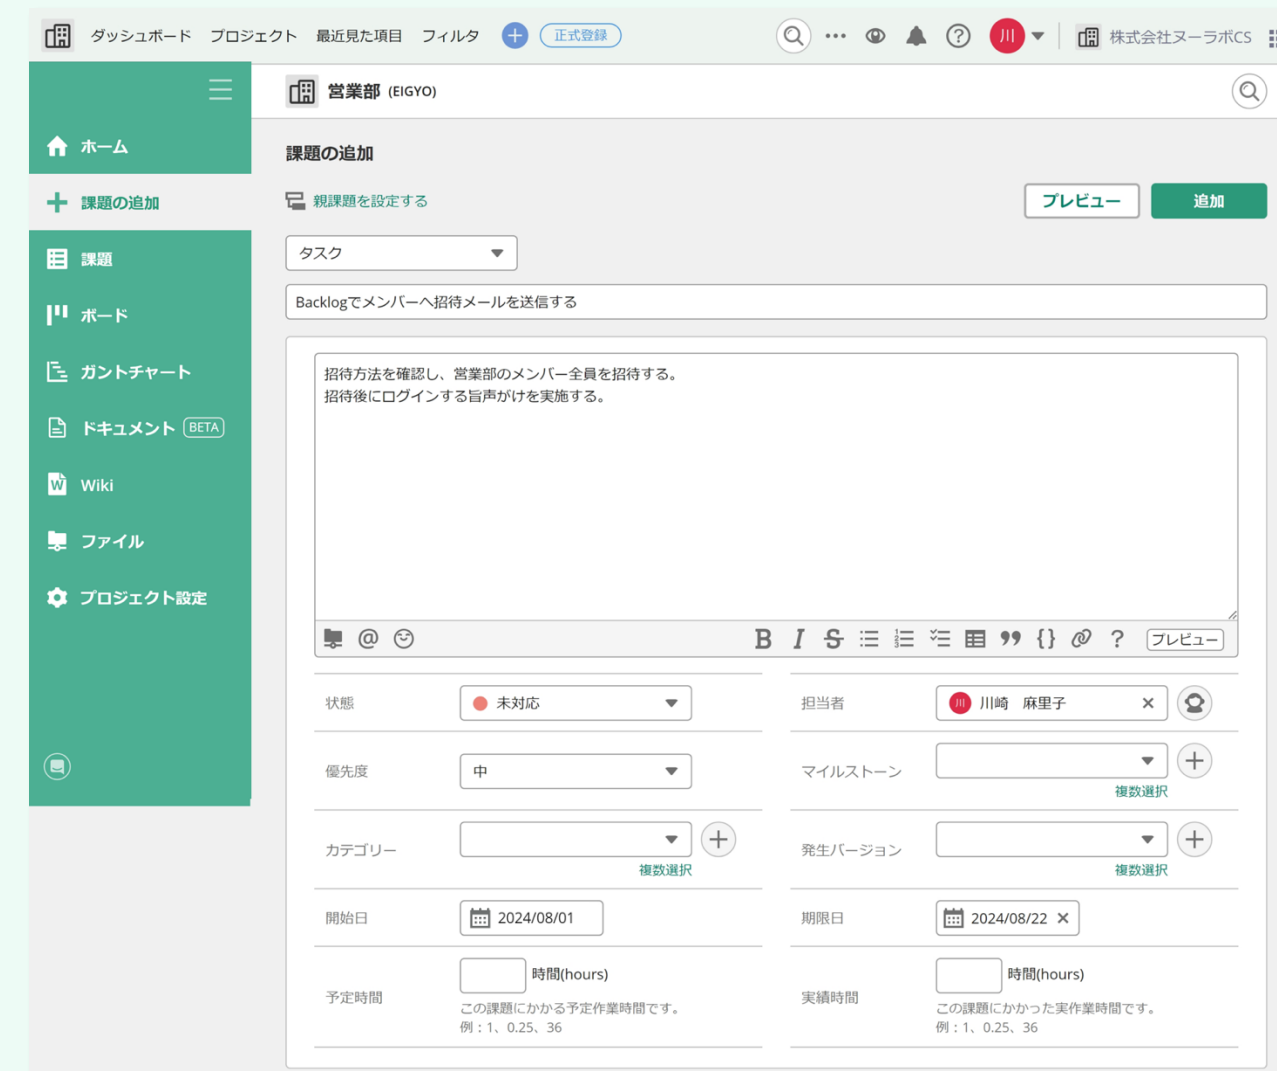 ダッシュボード プロジェクト 最近見た項目 フィルタ 正式登録 川 株式会社ヌーラボCS
営業部 (EIGYO)
ホーム
課題の追加
課題
ボード
ガントチャート
ドキュメント BETA
Wiki
ファイル
プロジェクト設定
課題の追加
親課題を設定する
プレビュー 追加
タスク
Backlogでメンバーへ招待メールを送信する
招待方法を確認し、営業部のメンバー全員を招待する。
招待後にログインする旨声がけを実施する。
@ B I S 123 {} ? プレビュー
状態 未対応 担当者 川 川崎 麻里子
優先度 中 マイルストーン
複数選択
カテゴリー 発生バージョン
複数選択 複数選択
開始日 2024/08/01 期限日 2024/08/22
予定時間 時間(hours)
この課題にかかる予定作業時間です。
例：1、0.25、36
実績時間 時間(hours)
この課題にかかった実作業時間です。
例：1、0.25、36